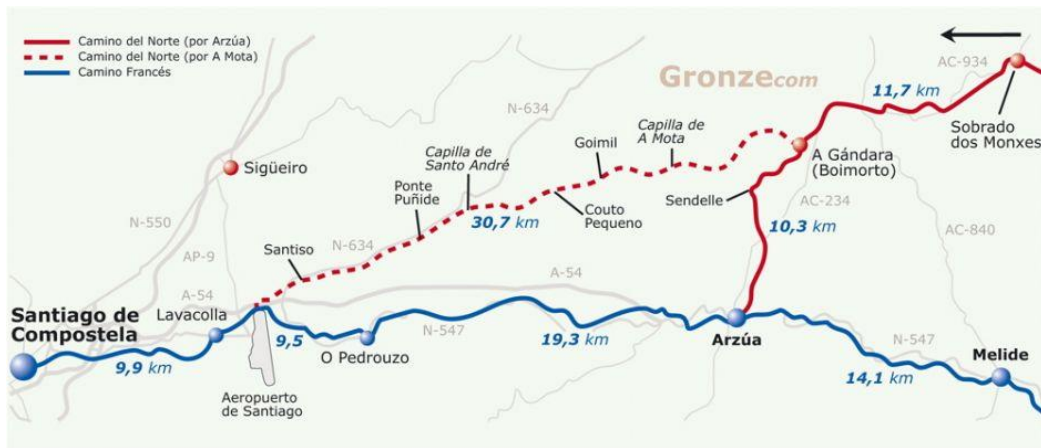 Camino del Norte (por Arzúa)
Camino del Norte (por A Mota)
Camino Francés
Gronze.com
AC-934
11,7 km
Sobrado
dos Monxes
N-634
Sigüeiro
Capilla de
Santo André
Goimil
Capilla de
A Mota
A Gándara
(Boimorto)
Ponte
Puñide
Couto
Pequeno
Sendelle
AC-234
N-550
30,7 km
10,3 km
AC-840
AP-9
Santiso
N-634
A-54
A-54
Santiago de
Compostela
Lavacolla
9,5
O Pedrouzo
N-547
19,3 km
Arzúa
N-547
Melide
9,9 km
14,1 km
Aeropuerto
de Santiago